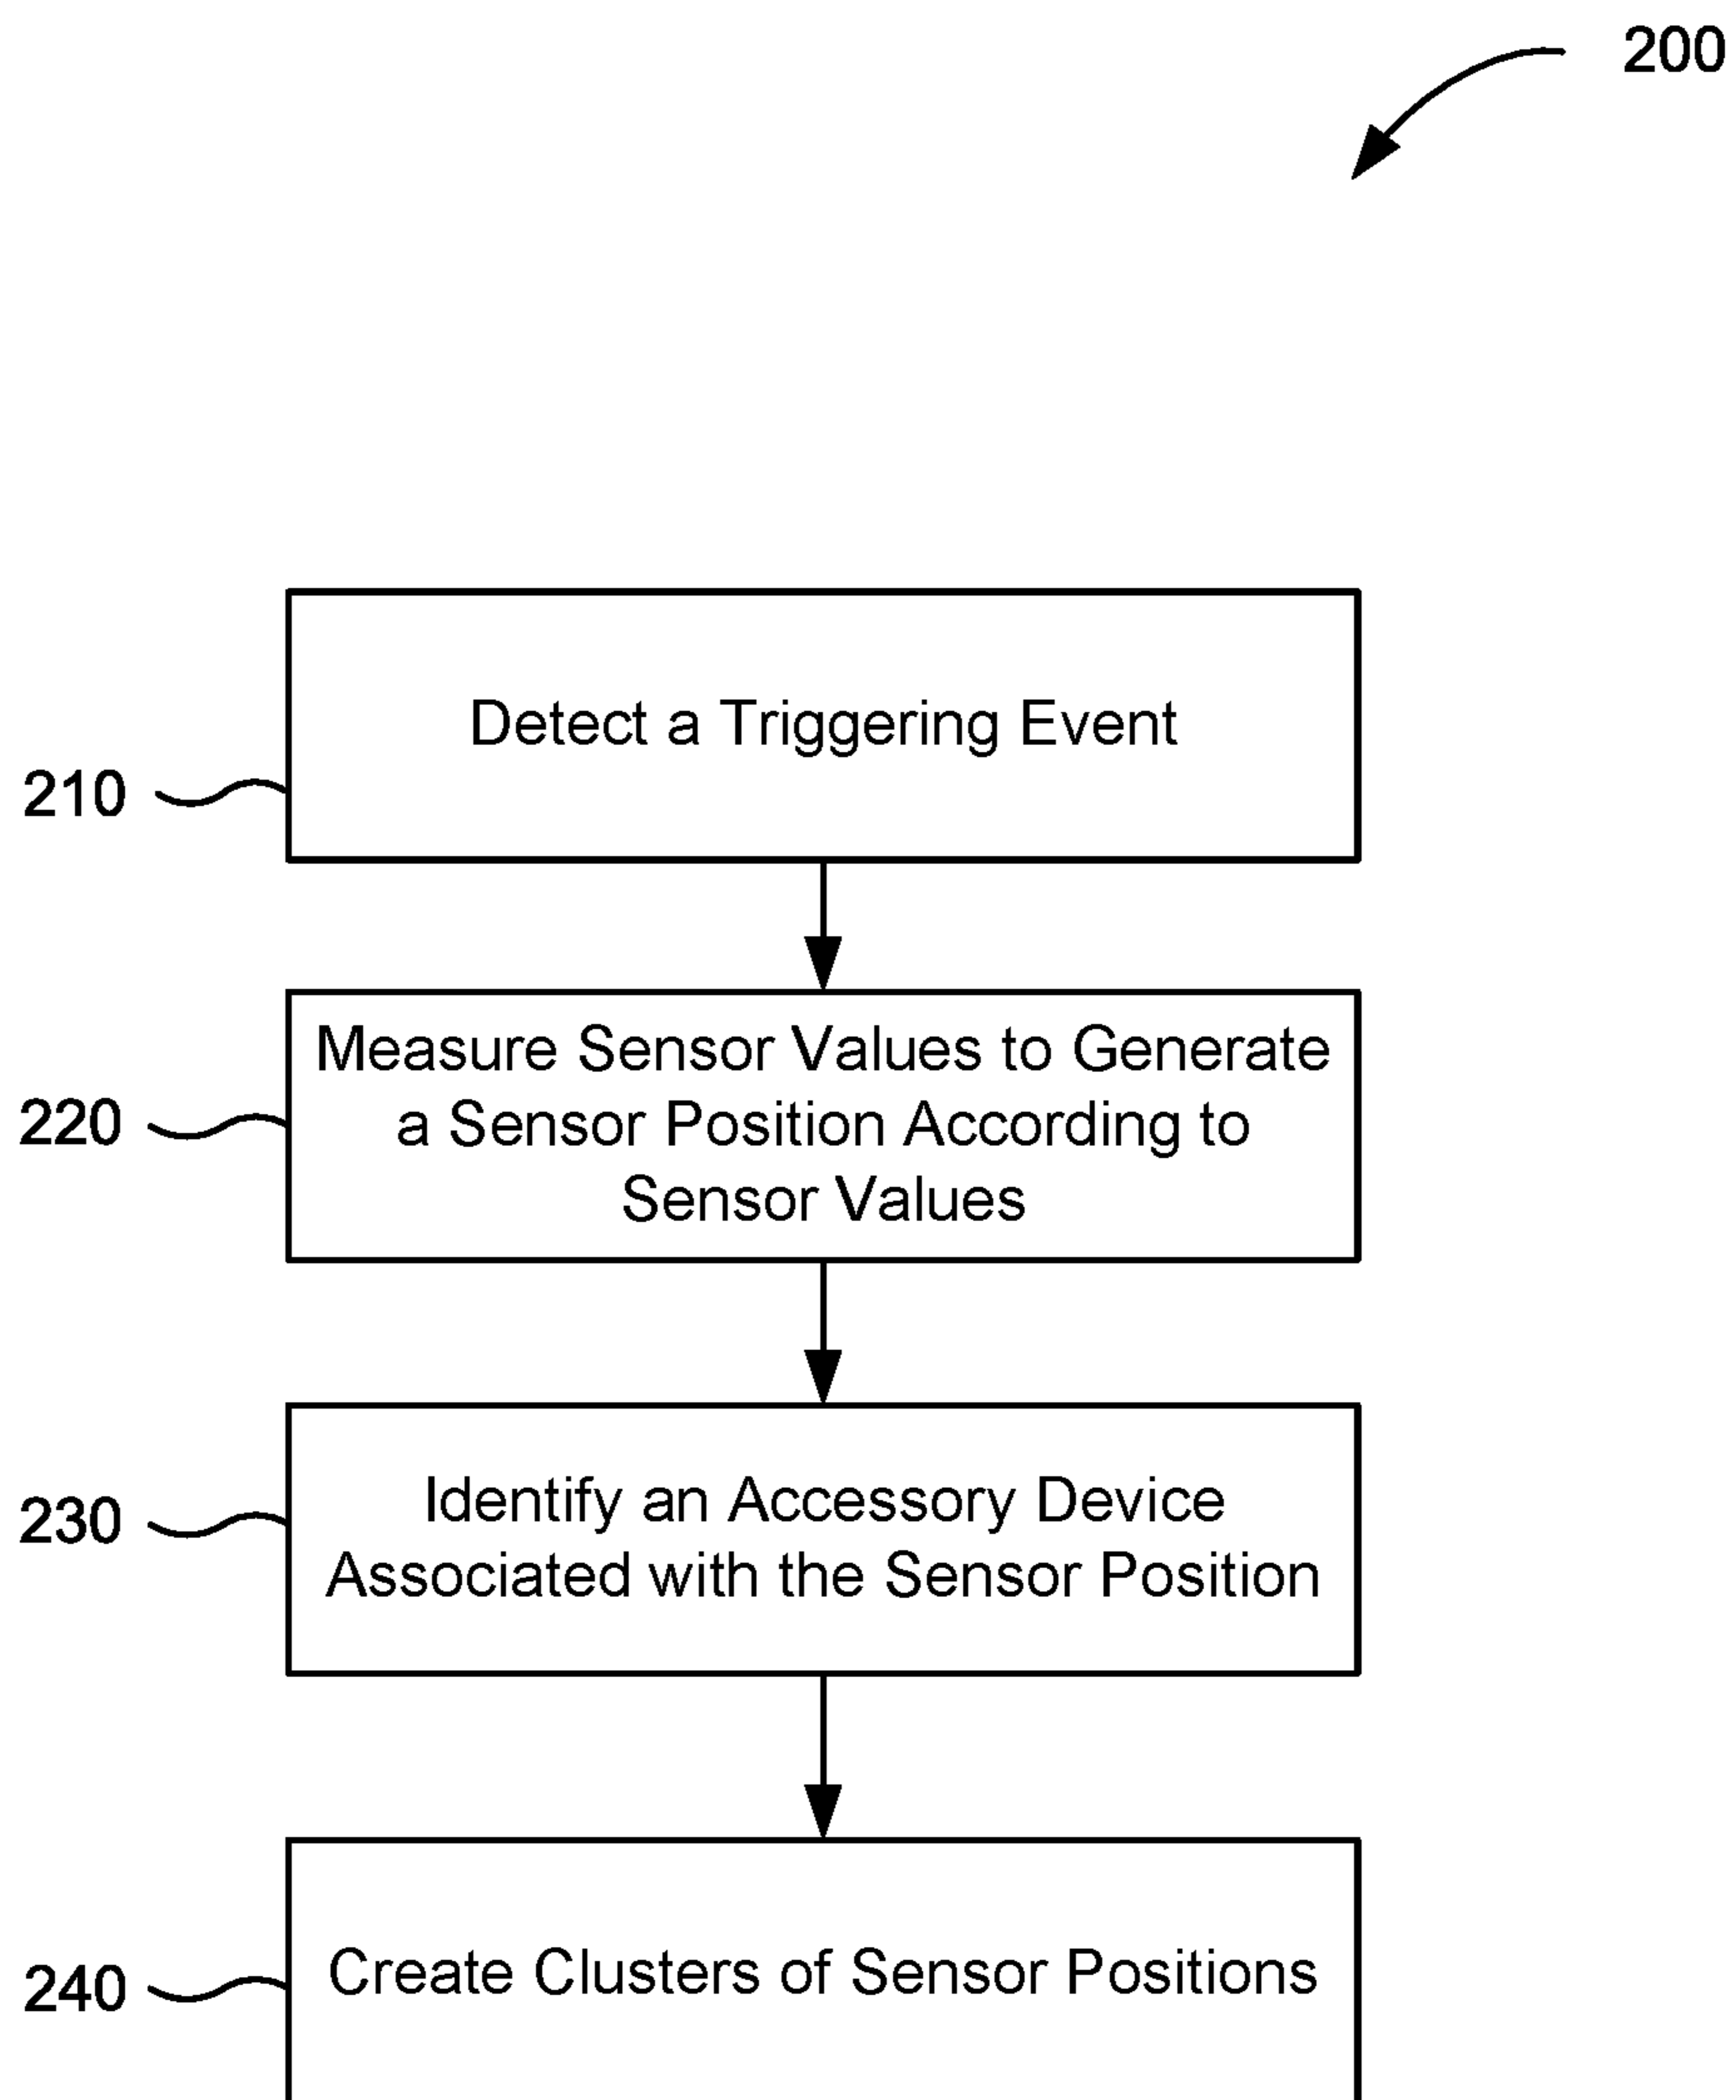 200
Detect a Triggering Event
210
Measure Sensor Values to Generate
a Sensor Position According to
Sensor Values
220
Identify an Accessory Device
Associated with the Sensor Position
230
Create Clusters of Sensor Positions
240